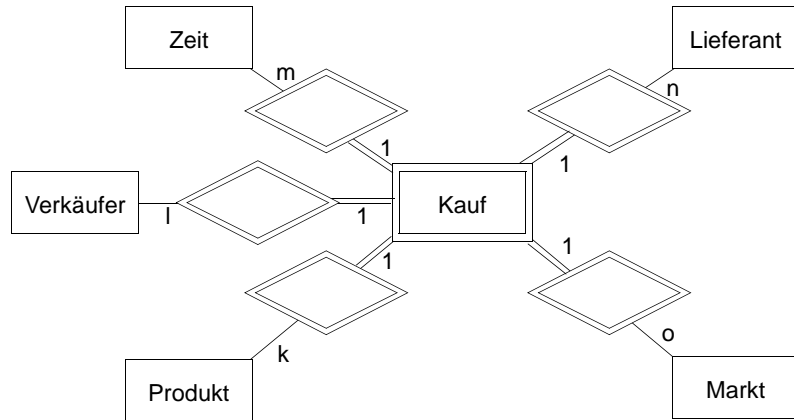 Zeit
Lieferant
m
n
1
1
Verkäufer
l
1
Kauf
1
1
k
o
Produkt
Markt